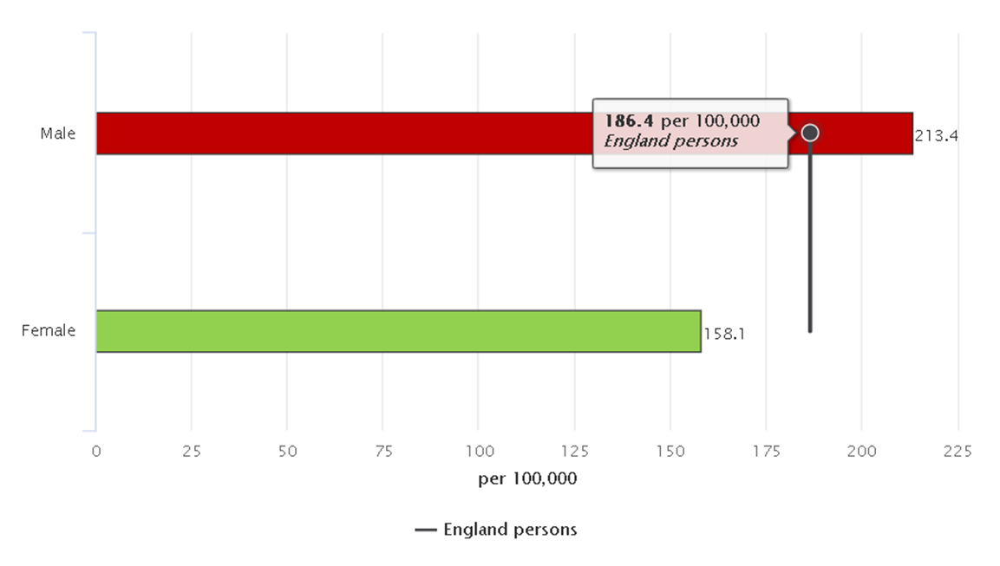 186.4 per 100,000
England persons
Male
213.4
Female
158.1
0 25 50 75 100 125 150 175 200 225
per 100,000
England persons